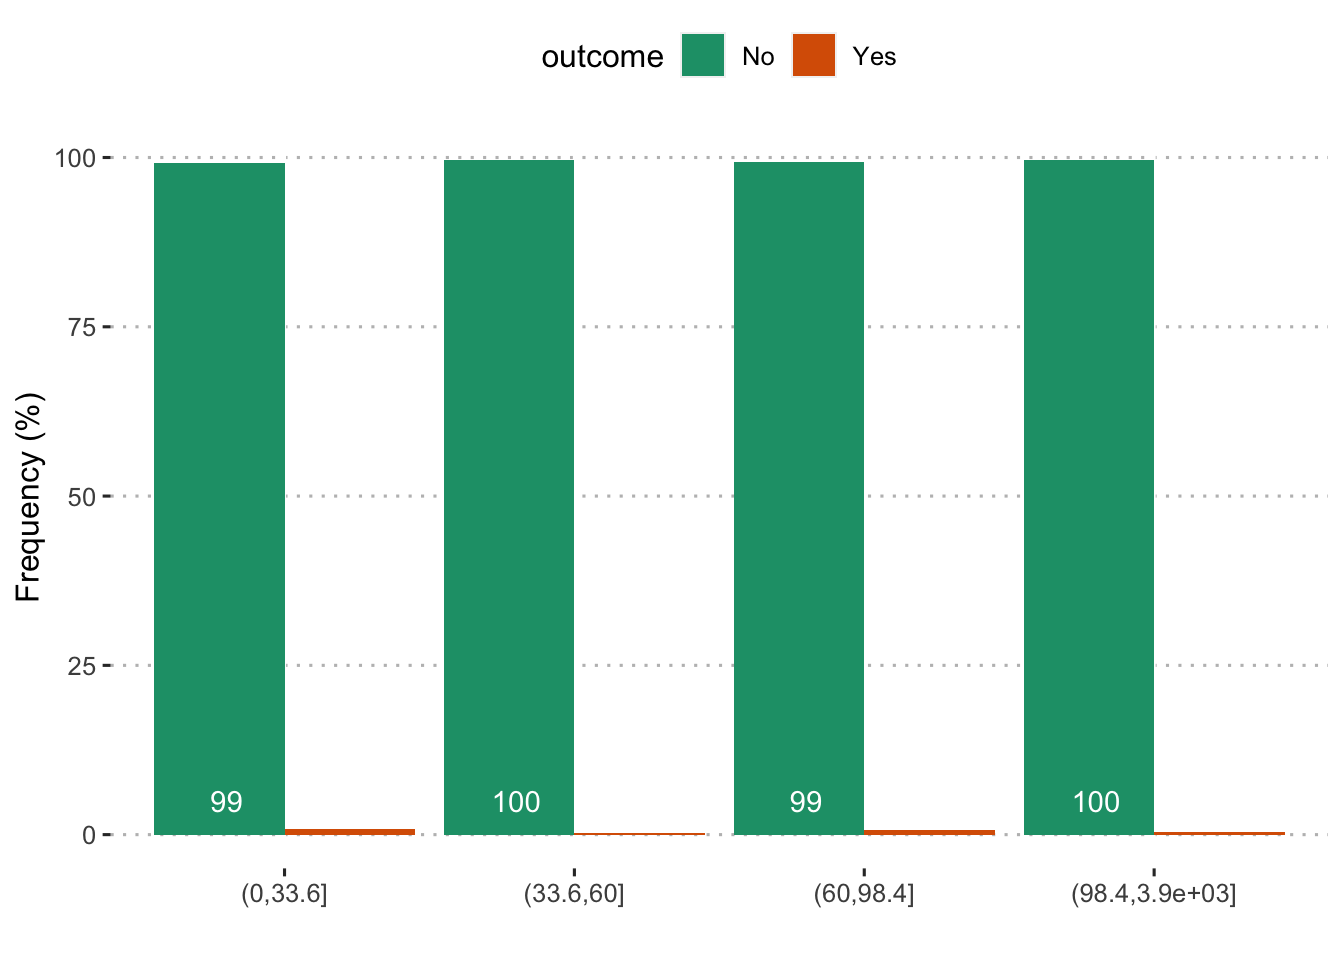 outcome No Yes
Frequency (%)
100
75
50
25
0
99 100 99 100
(0,33.6] (33.6,60] (60,98.4] (98.4,3.9e+03]